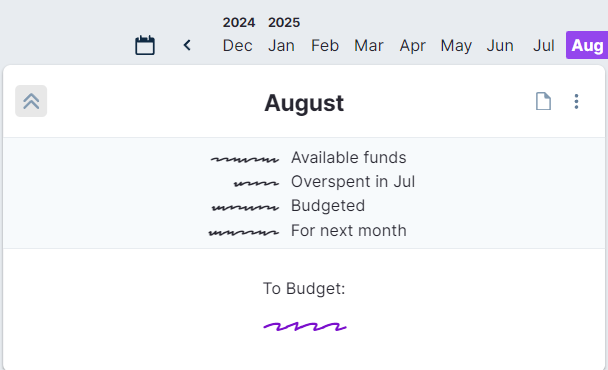 2024 2025
Dec Jan Feb Mar Apr May Jun Jul Aug
August
Available funds
Overspent in Jul
Budgeted
For next month
To Budget: